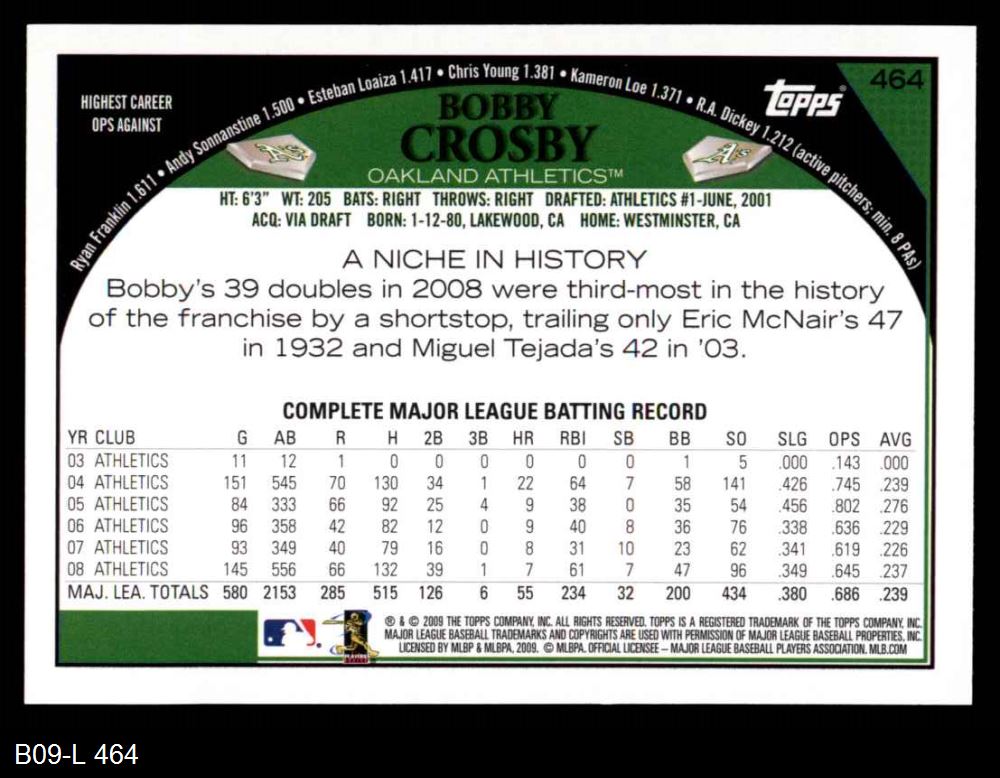 464
topps®
HIGHEST CAREER
OPS AGAINST
Ryan Franklin 1.611 • Andy Sonnanstine 1.500 • Esteban Loaiza 1.417 • Chris Young 1.381 • Kameron Loe 1.371 • R.A. Dickey 1.212 (active pitchers; min. 8 PAs)
BOBBY
CROSBY
A's
A's
OAKLAND ATHLETICS™
HT: 6'3" WT: 205 BATS: RIGHT THROWS: RIGHT DRAFTED: ATHLETICS #1-JUNE, 2001
ACQ: VIA DRAFT BORN: 1-12-80, LAKEWOOD, CA HOME: WESTMINSTER, CA
A NICHE IN HISTORY
Bobby's 39 doubles in 2008 were third-most in the history
of the franchise by a shortstop, trailing only Eric McNair's 47
in 1932 and Miguel Tejada's 42 in '03.
COMPLETE MAJOR LEAGUE BATTING RECORD
YR CLUB G AB R H 2B 3B HR RBI SB BB SO SLG OPS AVG
03 ATHLETICS 11 12 1 0 0 0 0 0 0 1 5 .000 .143 .000
04 ATHLETICS 151 545 70 130 34 1 22 64 7 58 141 .426 .745 .239
05 ATHLETICS 84 333 66 92 25 4 9 38 0 35 54 .456 .802 .276
06 ATHLETICS 96 358 42 82 12 0 9 40 8 36 76 .338 .636 .229
07 ATHLETICS 93 349 40 79 16 0 8 31 10 23 62 .341 .619 .226
08 ATHLETICS 145 556 66 132 39 1 7 61 7 47 96 .349 .645 .237
MAJ. LEA. TOTALS 580 2153 285 515 126 6 55 234 32 200 434 .380 .686 .239
® & © 2009 THE TOPPS COMPANY, INC. ALL RIGHTS RESERVED. TOPPS IS A REGISTERED TRADEMARK OF THE TOPPS COMPANY, INC.
MAJOR LEAGUE BASEBALL TRADEMARKS AND COPYRIGHTS ARE USED WITH PERMISSION OF MAJOR LEAGUE BASEBALL PROPERTIES, INC.
LICENSED BY MLBP & MLBPA, 2009. © MLBPA. OFFICIAL LICENSEE – MAJOR LEAGUE BASEBALL PLAYERS ASSOCIATION. MLB.COM
PLAYERS
B09-L 464